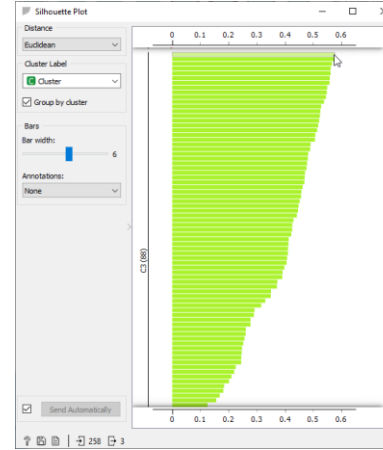 Silhouette Plot
Distance
Euclidean
Cluster Label
C Cluster
Group by cluster
Bars
Bar width:
6
Annotations:
None
Send Automatically
258 3
0 0.1 0.2 0.3 0.4 0.5 0.6
C3 (88)
0 0.1 0.2 0.3 0.4 0.5 0.6